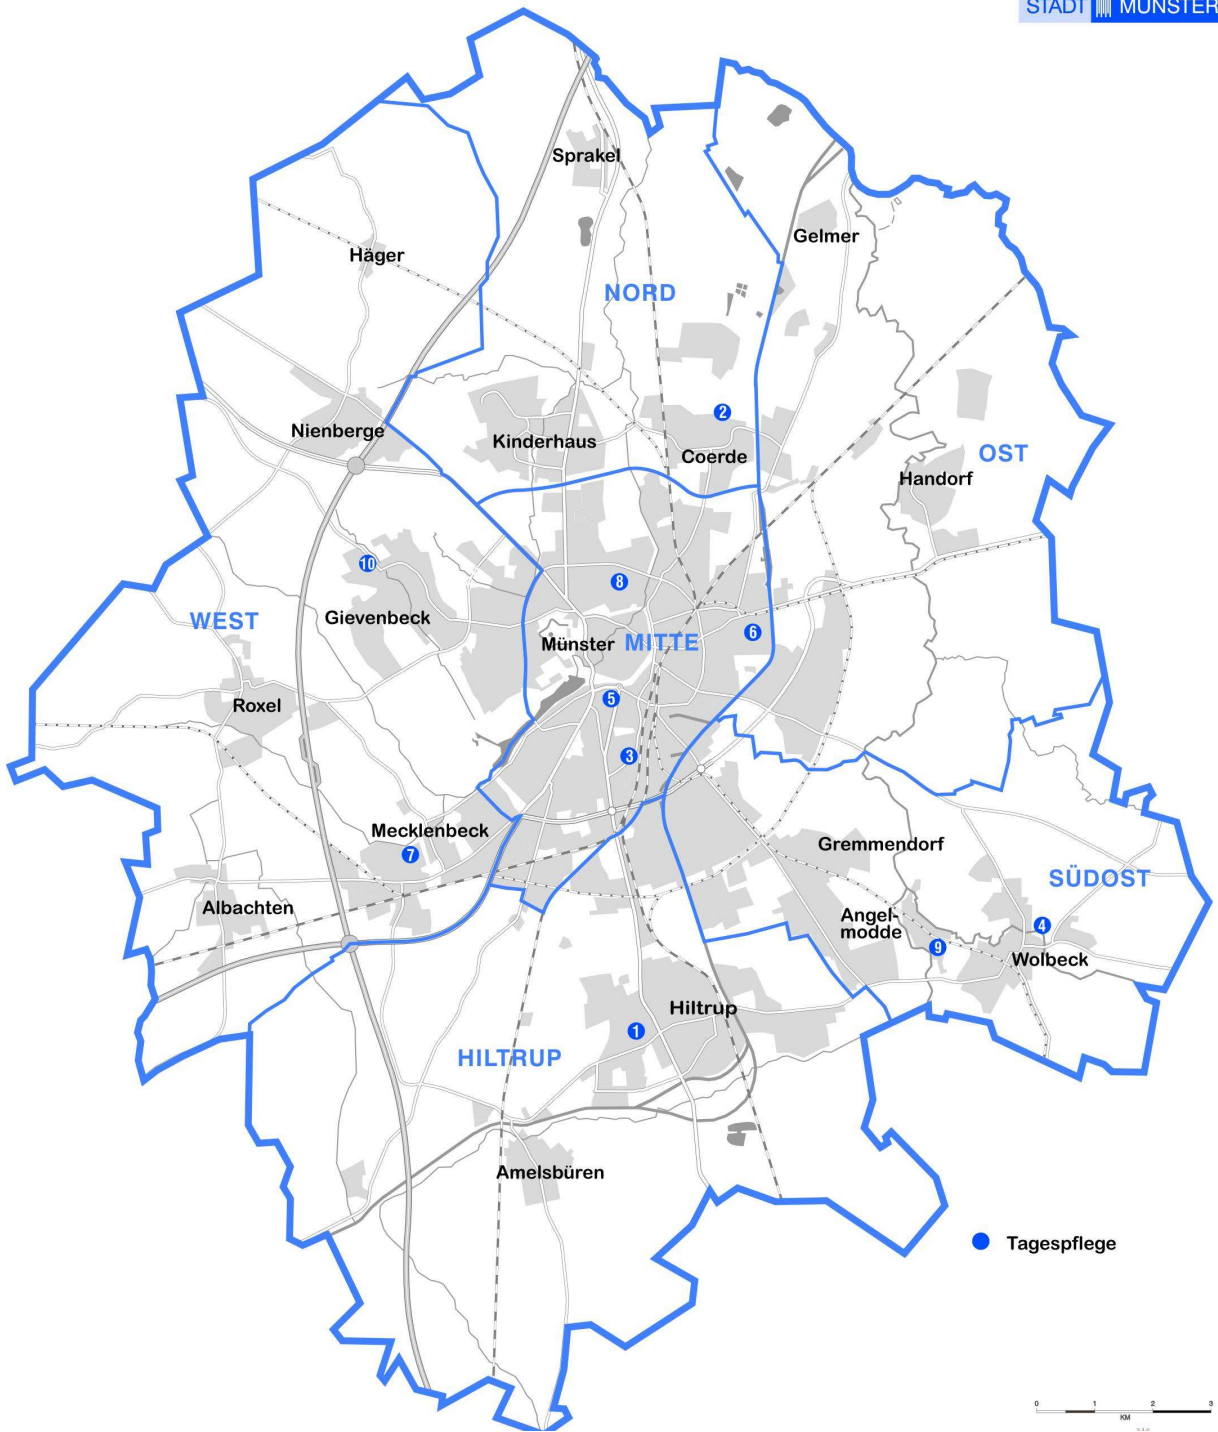 STADT MÜNSTER
Sprakel
Gelmer
Häger
NORD
2
Nienberge
Kinderhaus
Coerde
OST
Handorf
10
8
WEST
Gievenbeck
Münster
MITTE
6
Roxel
5
3
Mecklenbeck
7
Gremmendorf
SÜDOST
Albachten
Angel-
modde
4
9
Wolbeck
Hiltrup
1
HILTRUP
Amelsbüren
Tagespflege
0 1 2 3
KM